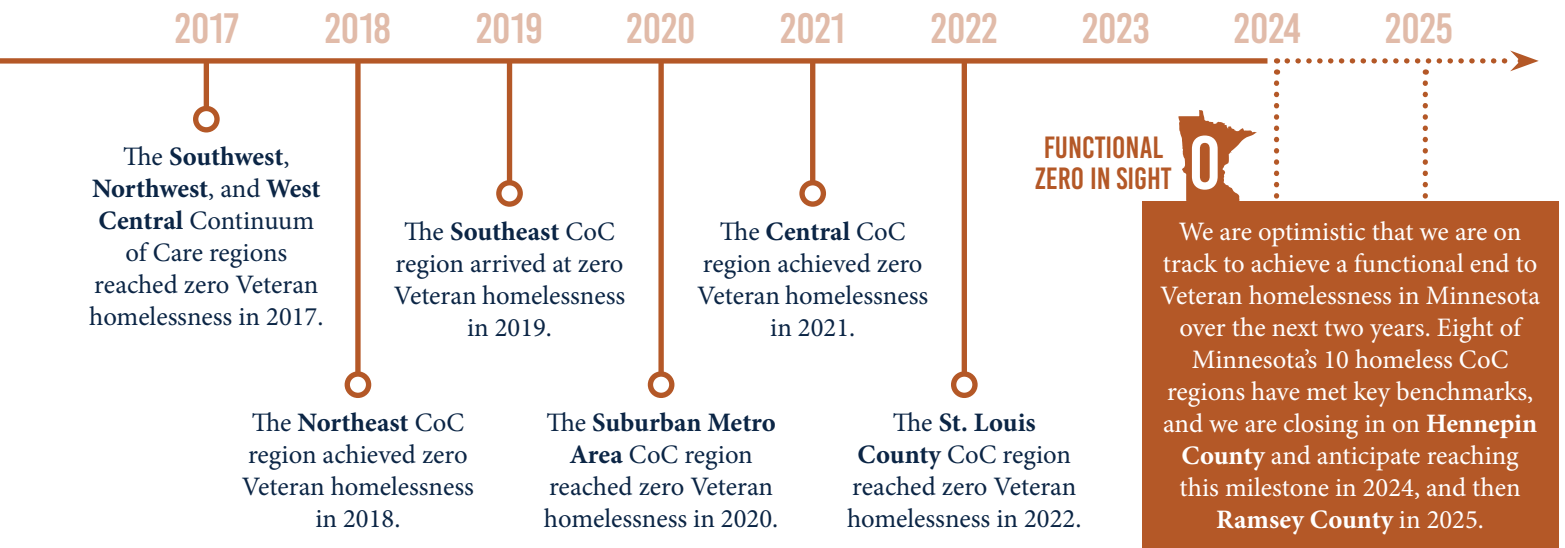 2017 2018 2019 2020 2021 2022 2023 2024 2025
The Southwest,
Northwest, and West
Central Continuum
of Care regions
reached zero Veteran
homelessness in 2017.
The Northeast CoC
region achieved zero
Veteran homelessness
in 2018.
The Southeast CoC
region arrived at zero
Veteran homelessness
in 2019.
The Suburban Metro
Area CoC region
reached zero Veteran
homelessness in 2020.
The Central CoC
region achieved zero
Veteran homelessness
in 2021.
The St. Louis
County CoC region
reached zero Veteran
homelessness in 2022.
FUNCTIONAL
ZERO IN SIGHT
0
We are optimistic that we are on
track to achieve a functional end to
Veteran homelessness in Minnesota
over the next two years. Eight of
Minnesota’s 10 homeless CoC
regions have met key benchmarks,
and we are closing in on Hennepin
County and anticipate reaching
this milestone in 2024, and then
Ramsey County in 2025.